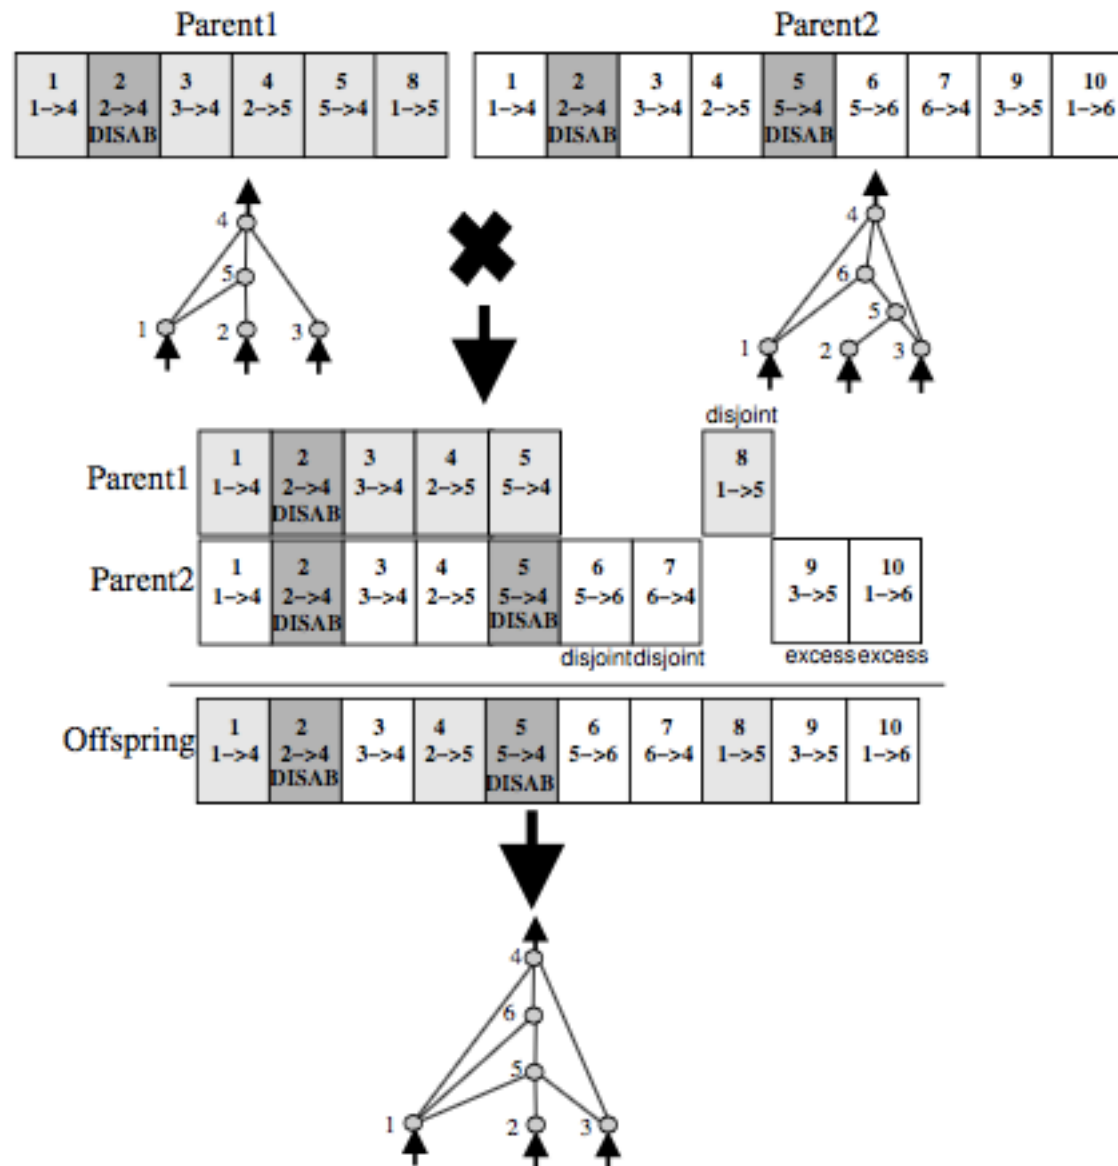 Parent1
Parent2
1 2 3 4 5 8
1->4 2->4 3->4 2->5 5->4 1->5
DISAB
1 2 3 4 5 6 7 9 10
1->4 2->4 3->4 2->5 5->4 5->6 6->4 3->5 1->6
DISAB DISAB
4
5
1 2 3
4
6
5
1 2 3
disjoint
Parent1
1 2 3 4 5 8
1->4 2->4 3->4 2->5 5->4 1->5
DISAB
Parent2
1 2 3 4 5 6 7 9 10
1->4 2->4 3->4 2->5 5->4 5->6 6->4 3->5 1->6
DISAB DISAB
disjoint disjoint excess excess
Offspring
1 2 3 4 5 6 7 8 9 10
1->4 2->4 3->4 2->5 5->4 5->6 6->4 1->5 3->5 1->6
DISAB DISAB
4
6
5
1 2 3